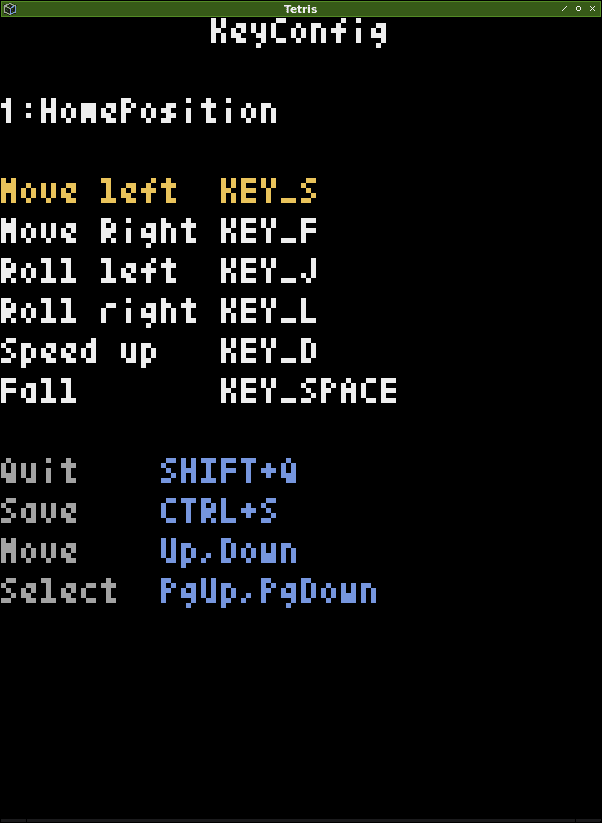 Tetris
KeyConfig
1:HomePosition
Move left KEY_S
Move Right KEY_F
Roll left KEY_J
Roll right KEY_L
Speed up KEY_D
Fall KEY_SPACE
Quit SHIFT+Q
Save CTRL+S
Move Up,Down
Select PgUp,PgDown